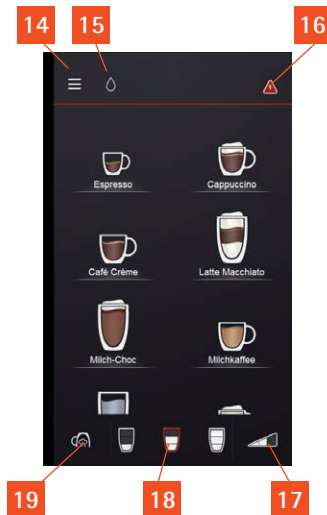 14 15 16
Espresso Cappuccino
Café Crème Latte Macchiato
Milch-Choc Milchkaffee
19 18 17